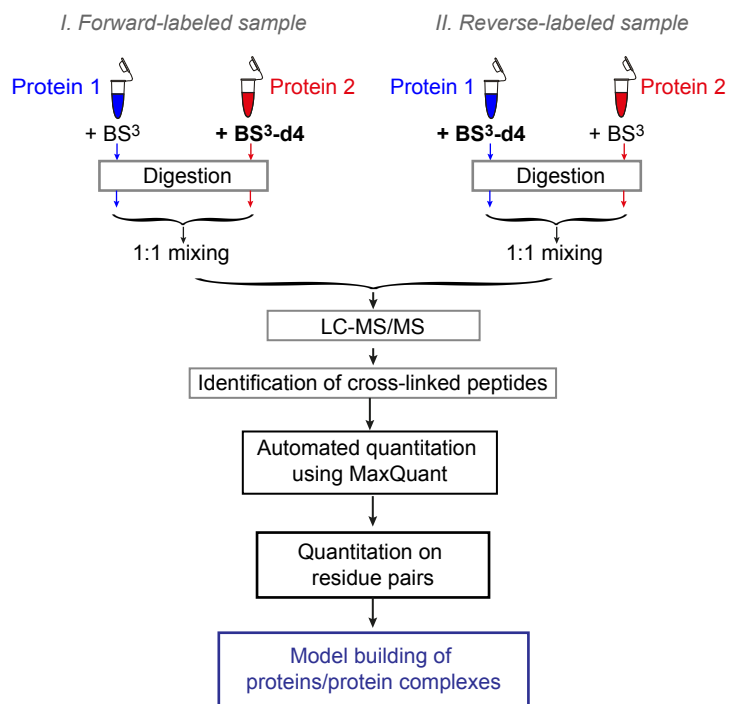 I. Forward-labeled sample
II. Reverse-labeled sample
Protein 1
Protein 2
Protein 1
Protein 2
+ BS³
+ BS³-d4
+ BS³-d4
+ BS³
Digestion
Digestion
1:1 mixing
1:1 mixing
LC-MS/MS
Identification of cross-linked peptides
Automated quantitation
using MaxQuant
Quantitation on
residue pairs
Model building of
proteins/protein complexes